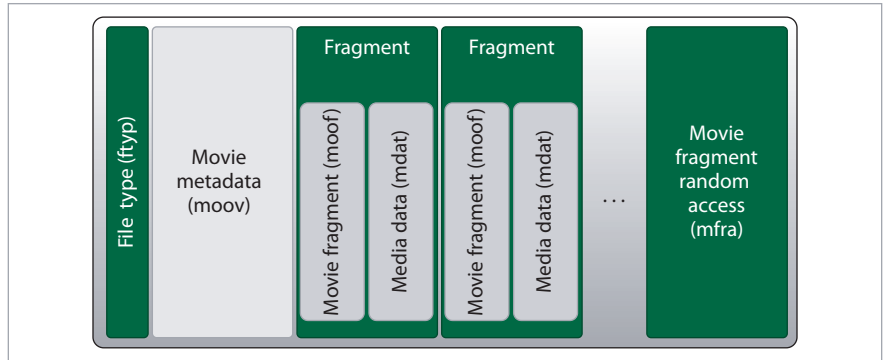 File type (ftyp)
Movie
metadata
(moov)
Fragment
Movie fragment (moof)
Media data (mdat)
Fragment
Movie fragment (moof)
Media data (mdat)
...
Movie
fragment
random
access
(mfra)